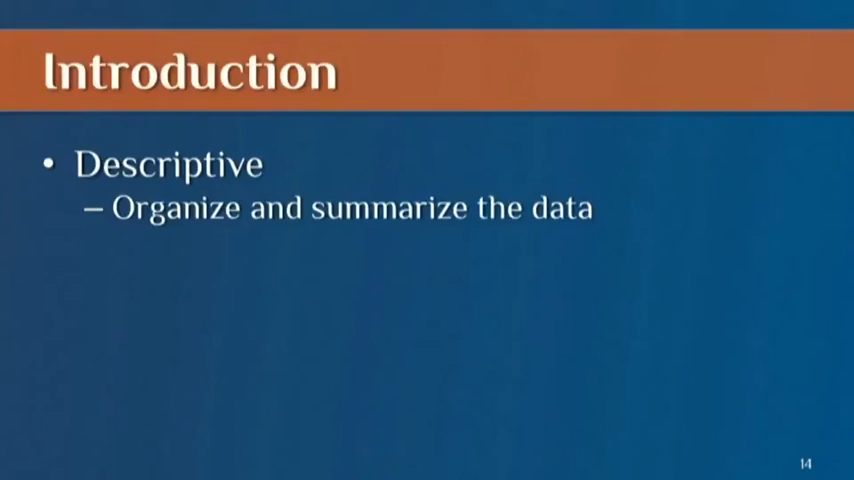 Introduction
• Descriptive
– Organize and summarize the data
14